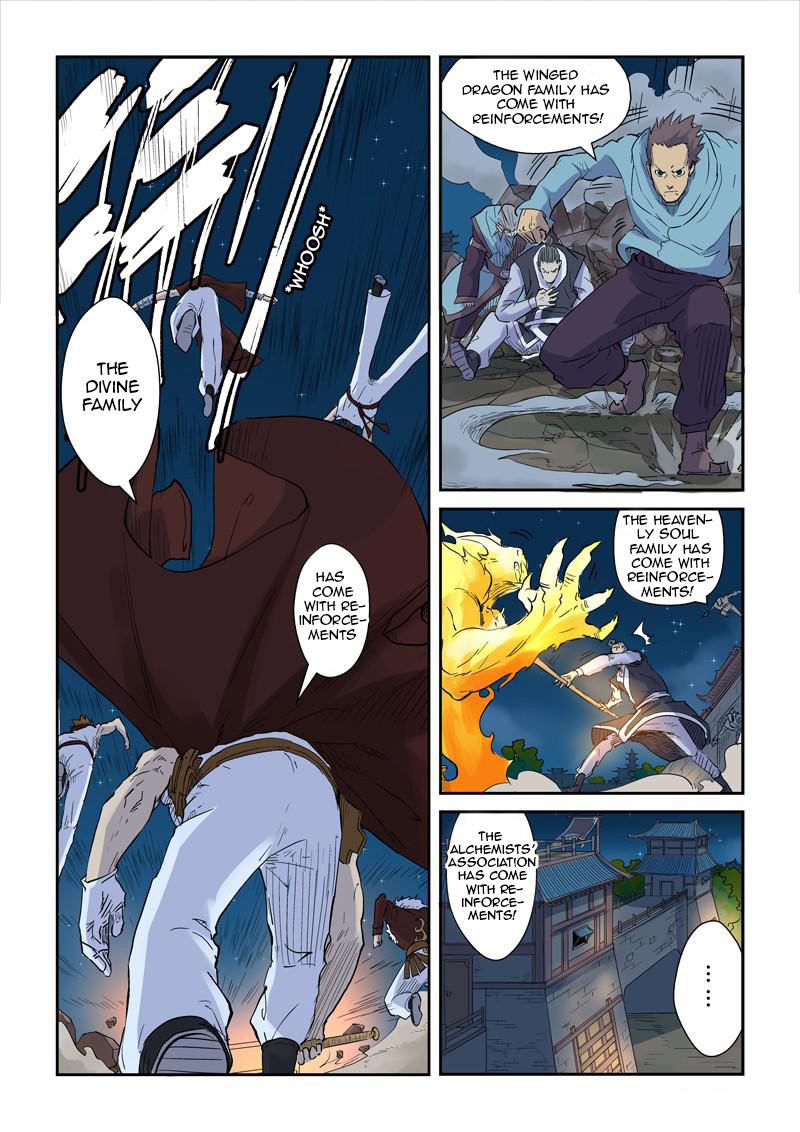 THE
DIVINE
FAMILY
*WHOOSH*
HAS
COME
WITH RE-
INFORCE-
MENTS
THE WINGED
DRAGON FAMILY HAS
COME WITH
REINFORCEMENTS!
THE HEAVEN-
LY SOUL
FAMILY HAS
COME WITH
REINFORCE-
MENTS!
THE
ALCHEMISTS'
ASSOCIATION
HAS COME
WITH RE-
INFORCE-
MENTS!
......